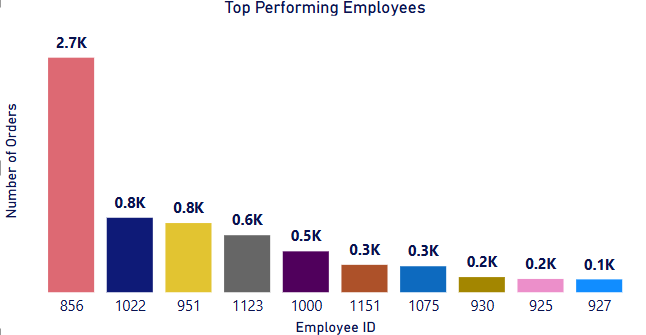 Top Performing Employees
Number of Orders
2.7K
0.8K
0.8K
0.6K
0.5K
0.3K
0.3K
0.2K
0.2K
0.1K
856 1022 951 1123 1000 1151 1075 930 925 927
Employee ID